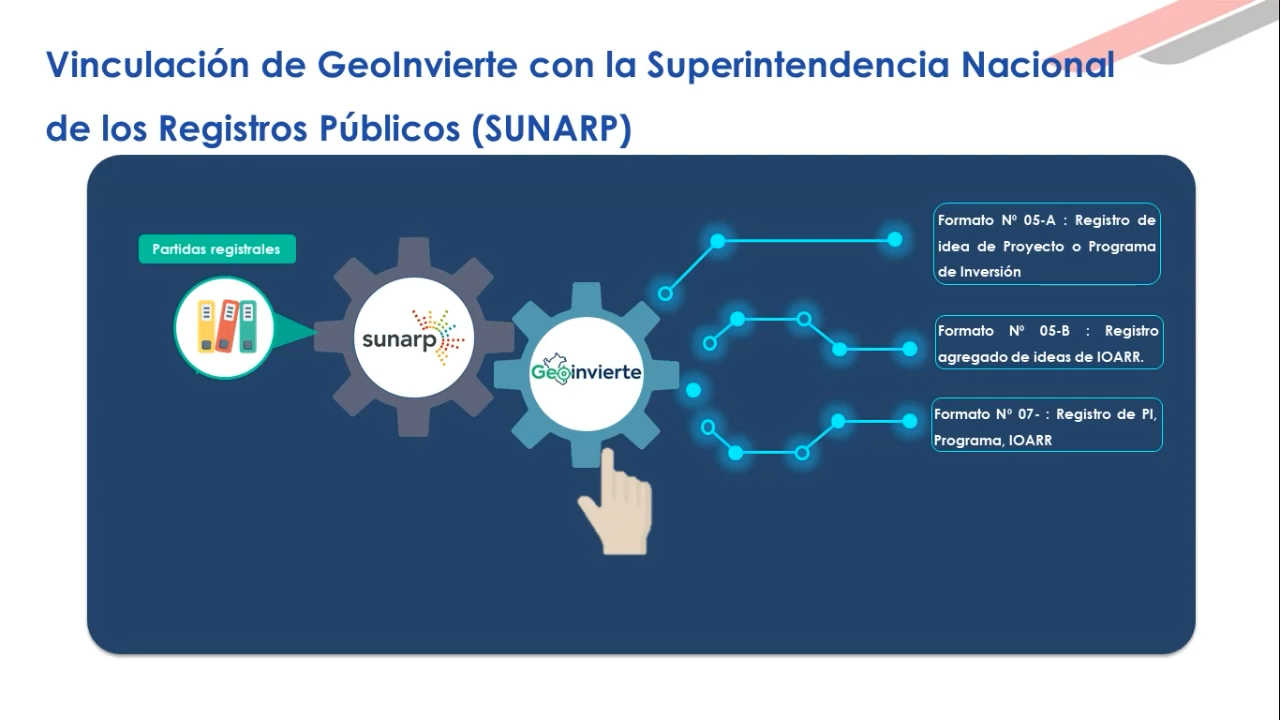 Vinculación de GeoInvierte con la Superintendencia Nacional
de los Registros Públicos (SUNARP)
Partidas registrales
sunarp
Geoinvierte
Formato Nº 05-A : Registro de
idea de Proyecto o Programa
de Inversión
Formato Nº 05-B : Registro
agregado de ideas de IOARR.
Formato Nº 07- : Registro de PI,
Programa, IOARR